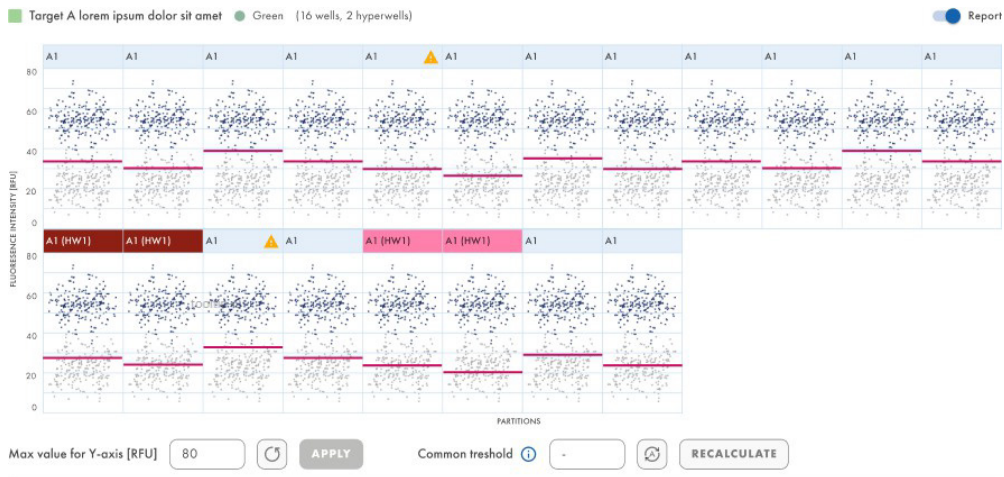 Target A lorem ipsum dolor sit amet Green (16 wells, 2 hyperwells) Report
A1 A1 A1 A1 A1 A1 A1 A1 A1 A1 A1 A1
80
60
40
20
0
FLUORESCENCE INTENSITY [RFU]
A1 (HW1) A1 (HW1) A1 A1 A1 (HW1) A1 (HW1) A1 A1
80
60
40
20
0
PARTITIONS
Max value for Y-axis [RFU] 80 APPLY Common treshold i - A RECALCULATE